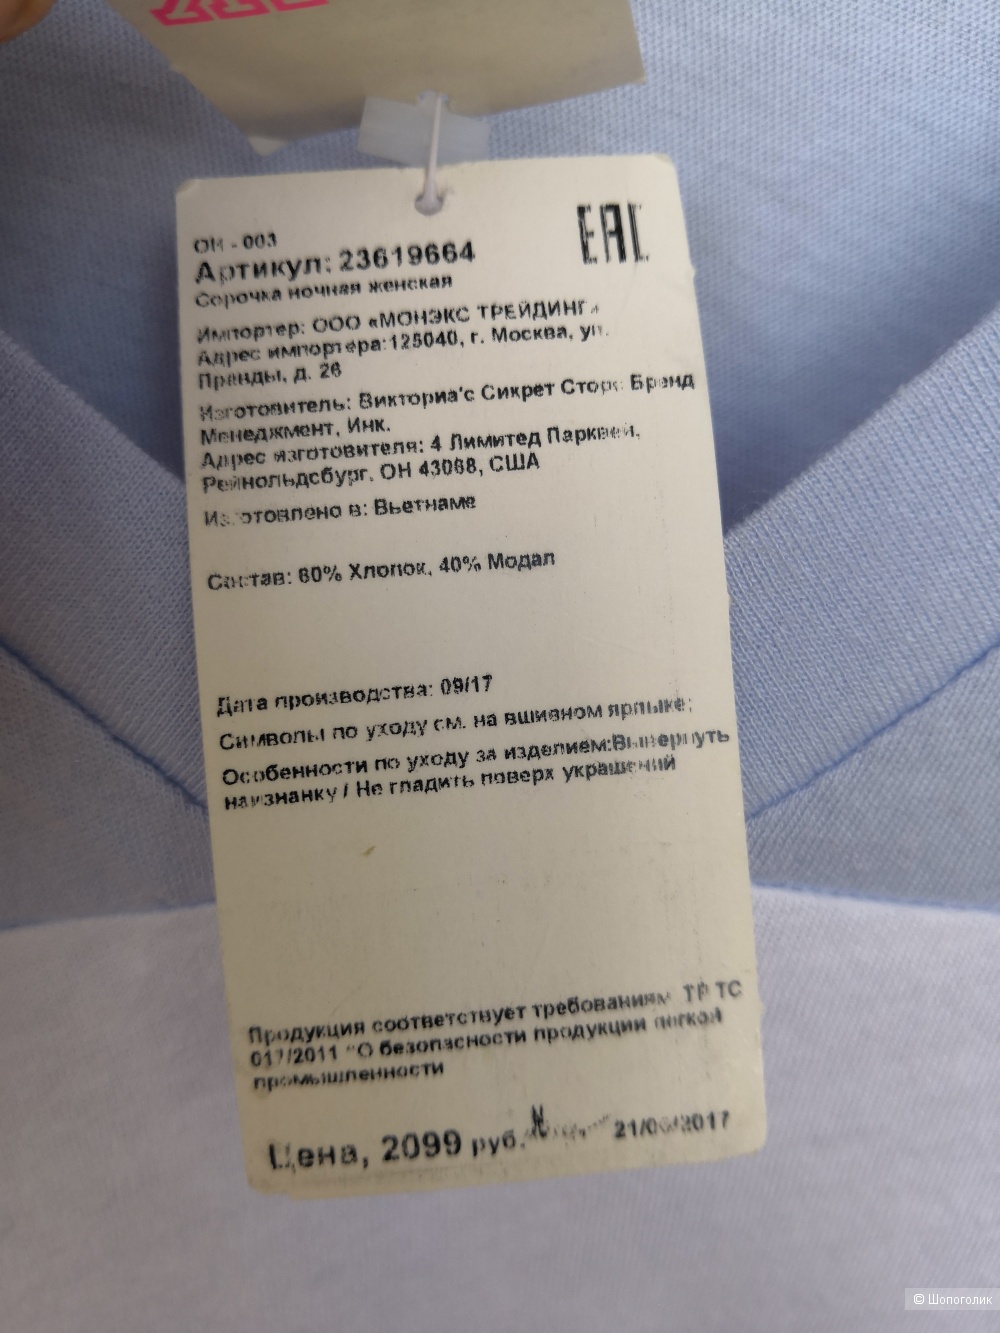 ОН - 003
EAC
Артикул: 23619664
Сорочка ночная женская
Импортер: ООО «МОНЭКС ТРЕЙДИНГ»
Адрес импортера:125040, г. Москва, ул.
Правды, д. 26
Изготовитель: Викториа'с Сикрет Сторс Бренд
Менеджмент, Инк.
Адрес изготовителя: 4 Лимитед Парквей,
Рейнольдсбург, ОН 43068, США
Изготовлено в: Вьетнаме
Состав: 60% Хлопок, 40% Модал
Дата производства: 09/17
Символы по уходу см. на вшивном ярлыке;
Особенности по уходу за изделием:Вывернуть
наизнанку / Не гладить поверх украшений
Продукция соответствует требованиям ТР ТС
017/2011 "О безопасности продукции легкой
промышленности
Цена, 2099 руб.
© Шопоголик